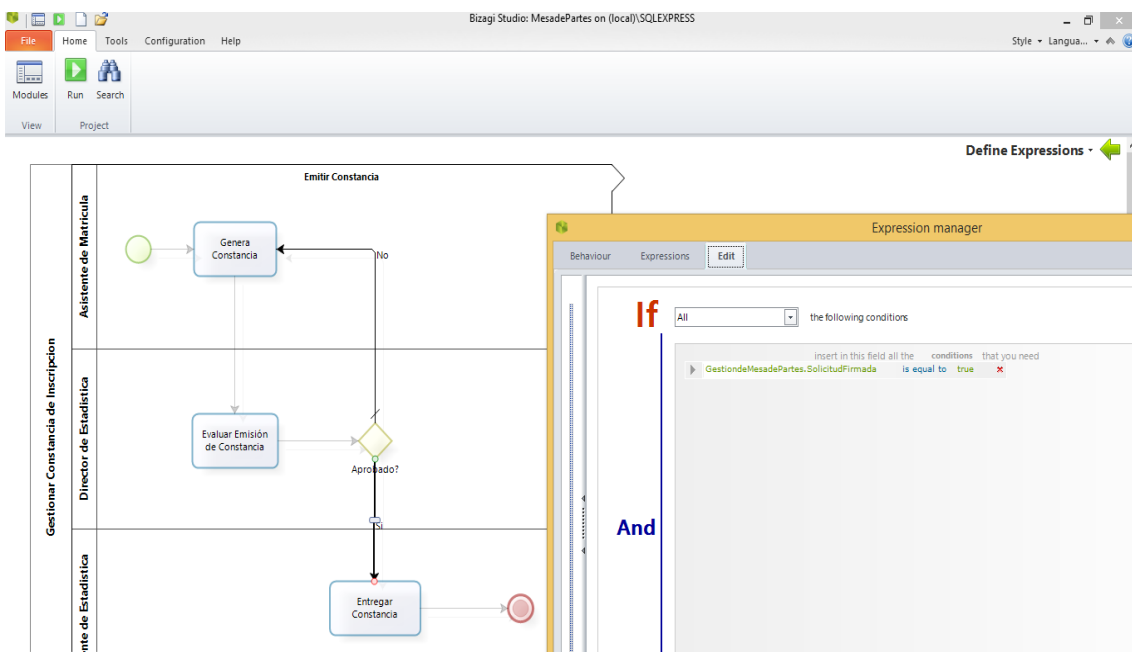 Bizagi Studio: MesadePartes on (local)\SQLEXPRESS
File Home Tools Configuration Help
Style Langua...
Modules Run Search
View Project
Define Expressions
Gestionar Constancia de Inscripcion
Emitir Constancia
Asistente de Matricula
Genera
Constancia
No
Director de Estadistica
Evaluar Emisión
de Constancia
Aprobado?
Si
nte de Estadistica
Entregar
Constancia
Expression manager
Behaviour Expressions Edit
If All the following conditions
insert in this field all the conditions that you need
GestiondeMesadePartes.SolicitudFirmada is equal to true
And